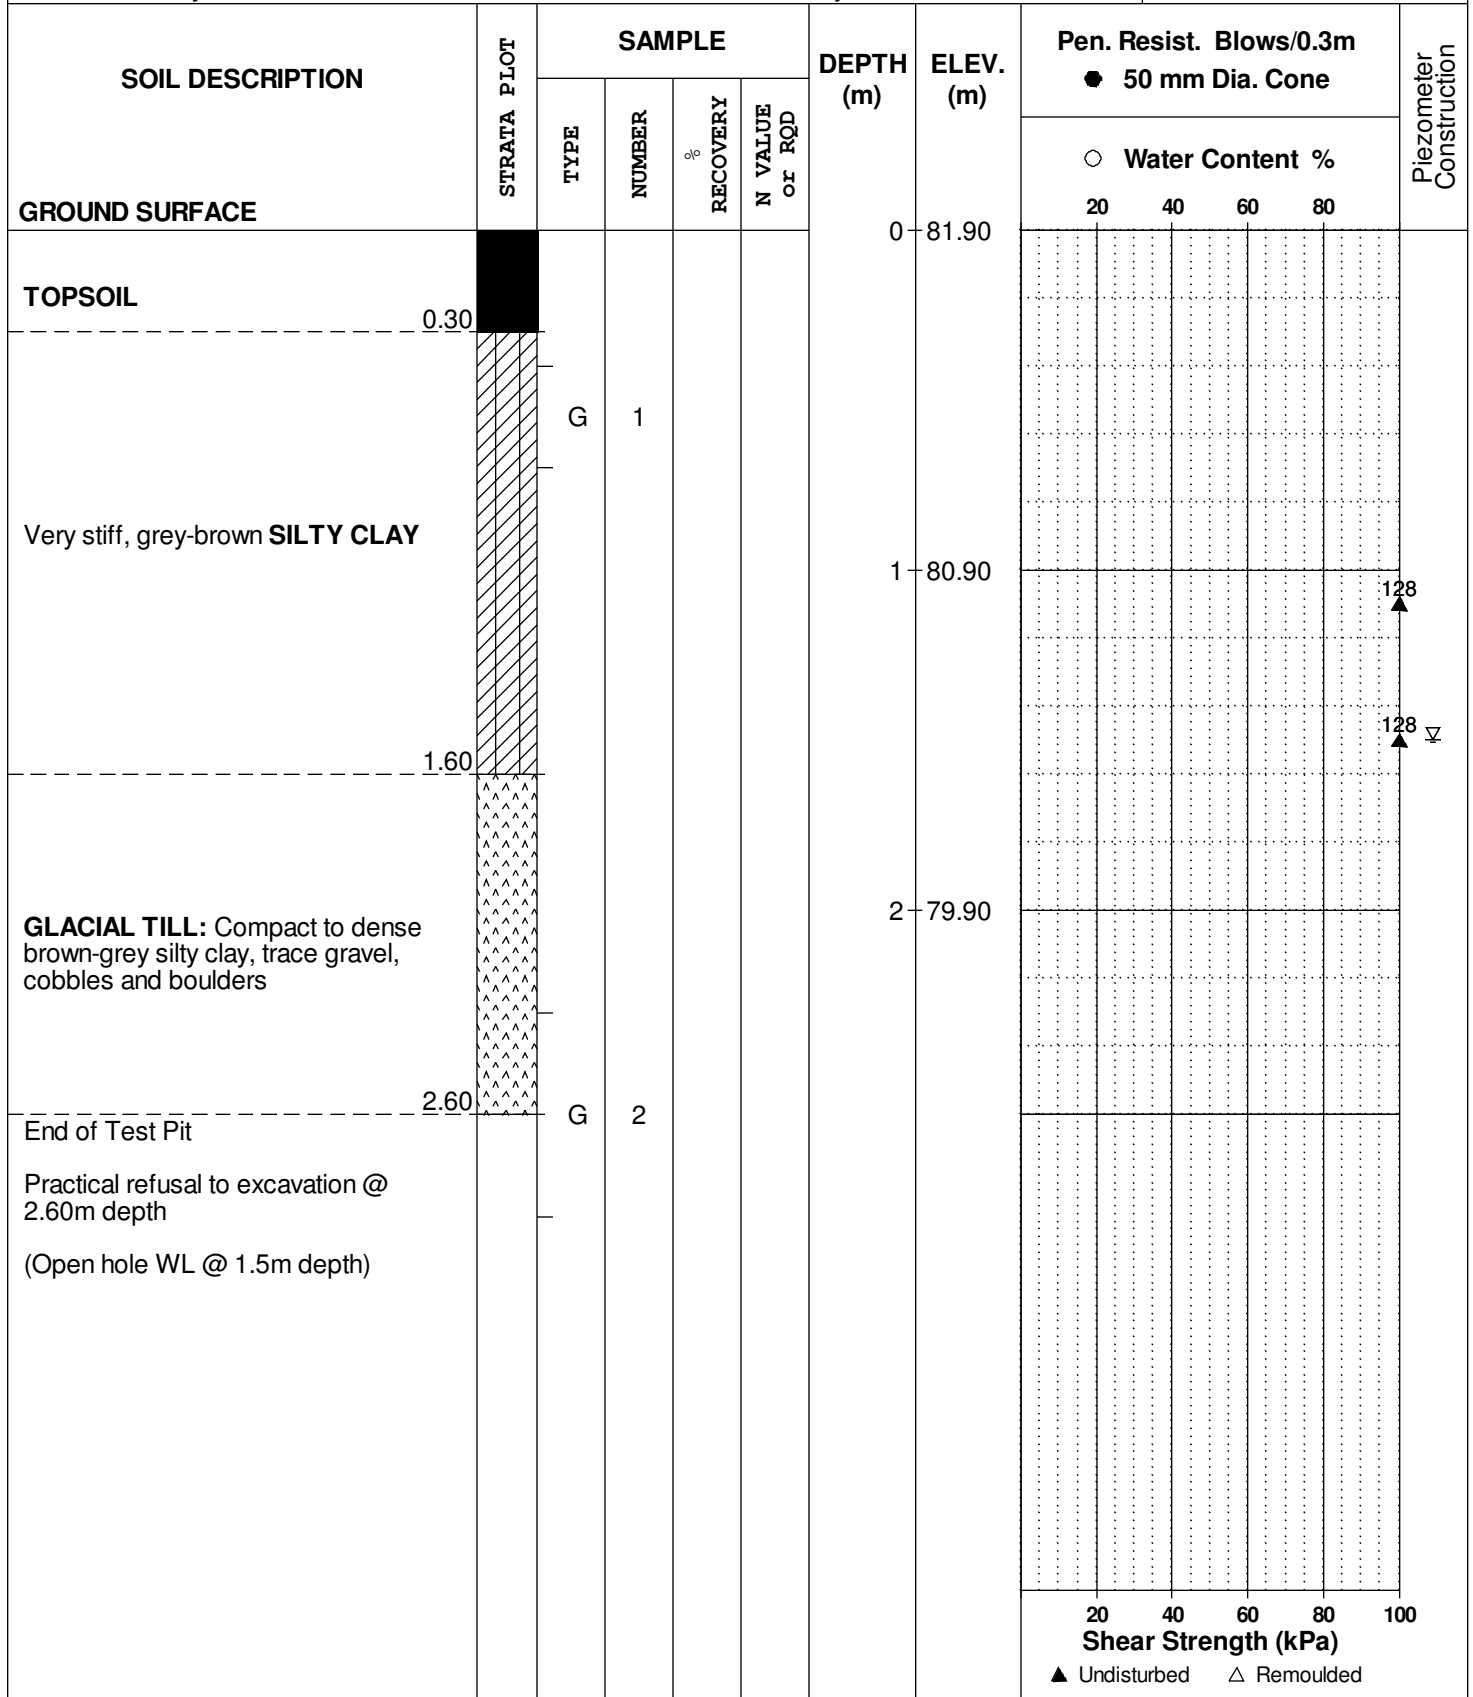 SOIL DESCRIPTION
GROUND SURFACE
STRATA PLOT
SAMPLE
TYPE
NUMBER
%
RECOVERY
N VALUE
or RQD
DEPTH
(m)
ELEV.
(m)
Pen. Resist. Blows/0.3m
● 50 mm Dia. Cone
○ Water Content %
20 40 60 80
Piezometer
Construction
0 81.90
TOPSOIL
0.30
G 1
Very stiff, grey-brown SILTY CLAY
1 80.90
128
128
1.60
2 79.90
GLACIAL TILL: Compact to dense
brown-grey silty clay, trace gravel,
cobbles and boulders
2.60
G 2
End of Test Pit
Practical refusal to excavation @
2.60m depth
(Open hole WL @ 1.5m depth)
20 40 60 80 100
Shear Strength (kPa)
▲ Undisturbed △ Remoulded